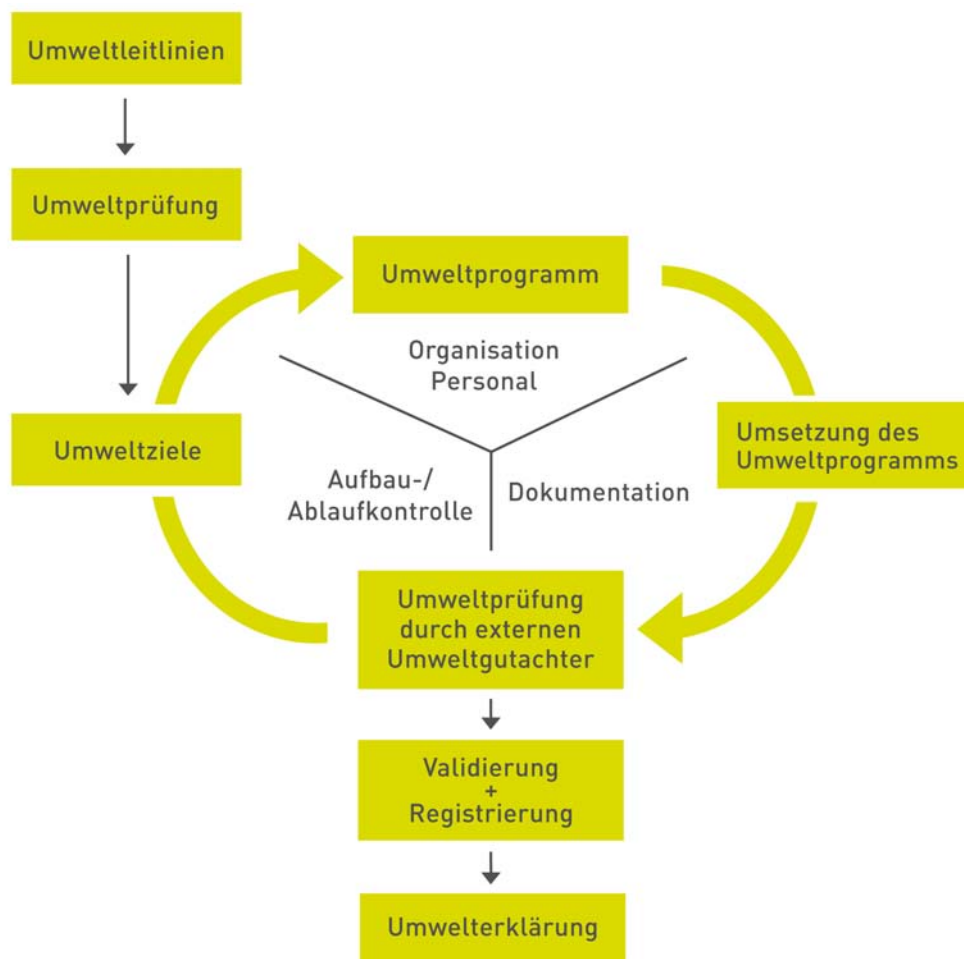 Umweltleitlinien
Umweltprüfung
Umweltprogramm
Organisation
Personal
Umweltziele
Umsetzung des
Umweltprogramms
Aufbau-/
Ablaufkontrolle
Dokumentation
Umweltprüfung
durch externen
Umweltgutachter
Validierung
+
Registrierung
Umwelterklärung